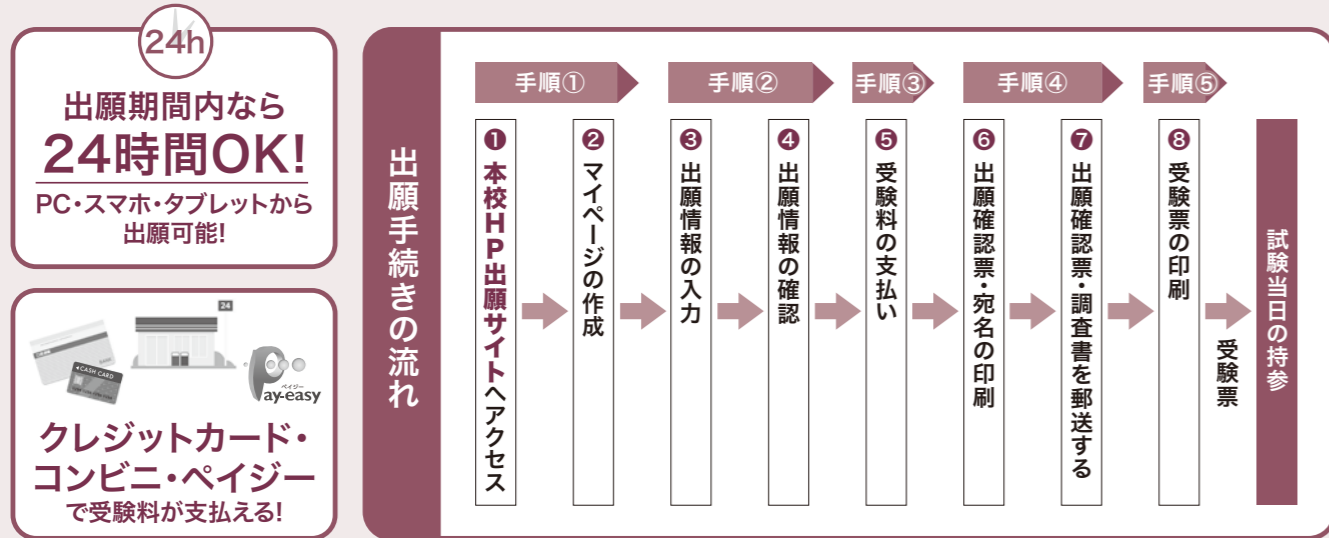 24h
出願期間内なら
24時間OK!
PC・スマホ・タブレットから
出願可能!
24
CASH CARD
ペイジー
Pay-easy
クレジットカード・
コンビニ・ペイジー
で受験料が支払える!
出願手続きの流れ
手順①
手順②
手順③
手順④
手順⑤
❶本校HP出願サイトへアクセス
❷マイページの作成
❸出願情報の入力
❹出願情報の確認
❺受験料の支払い
❻出願確認票・宛名の印刷
❼出願確認票・調査書を郵送する
❽受験票の印刷
受験票
試験当日の持参